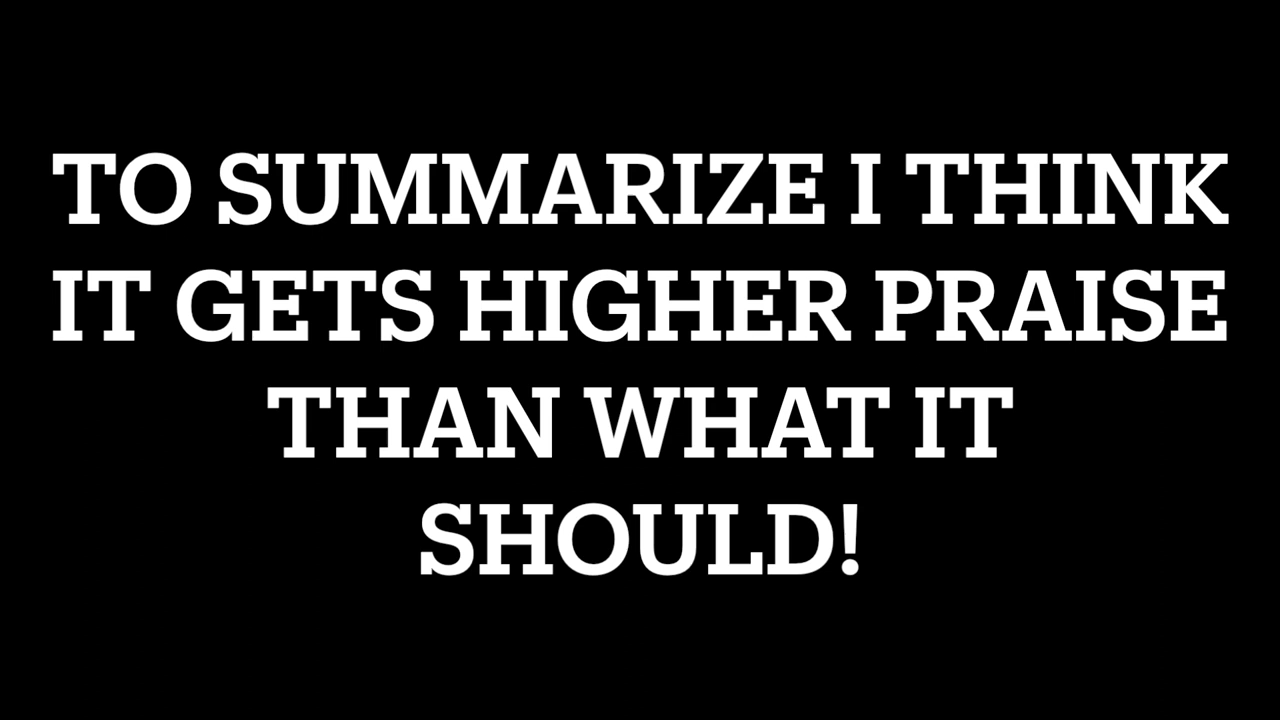 TO SUMMARIZE I THINK
IT GETS HIGHER PRAISE
THAN WHAT IT
SHOULD!